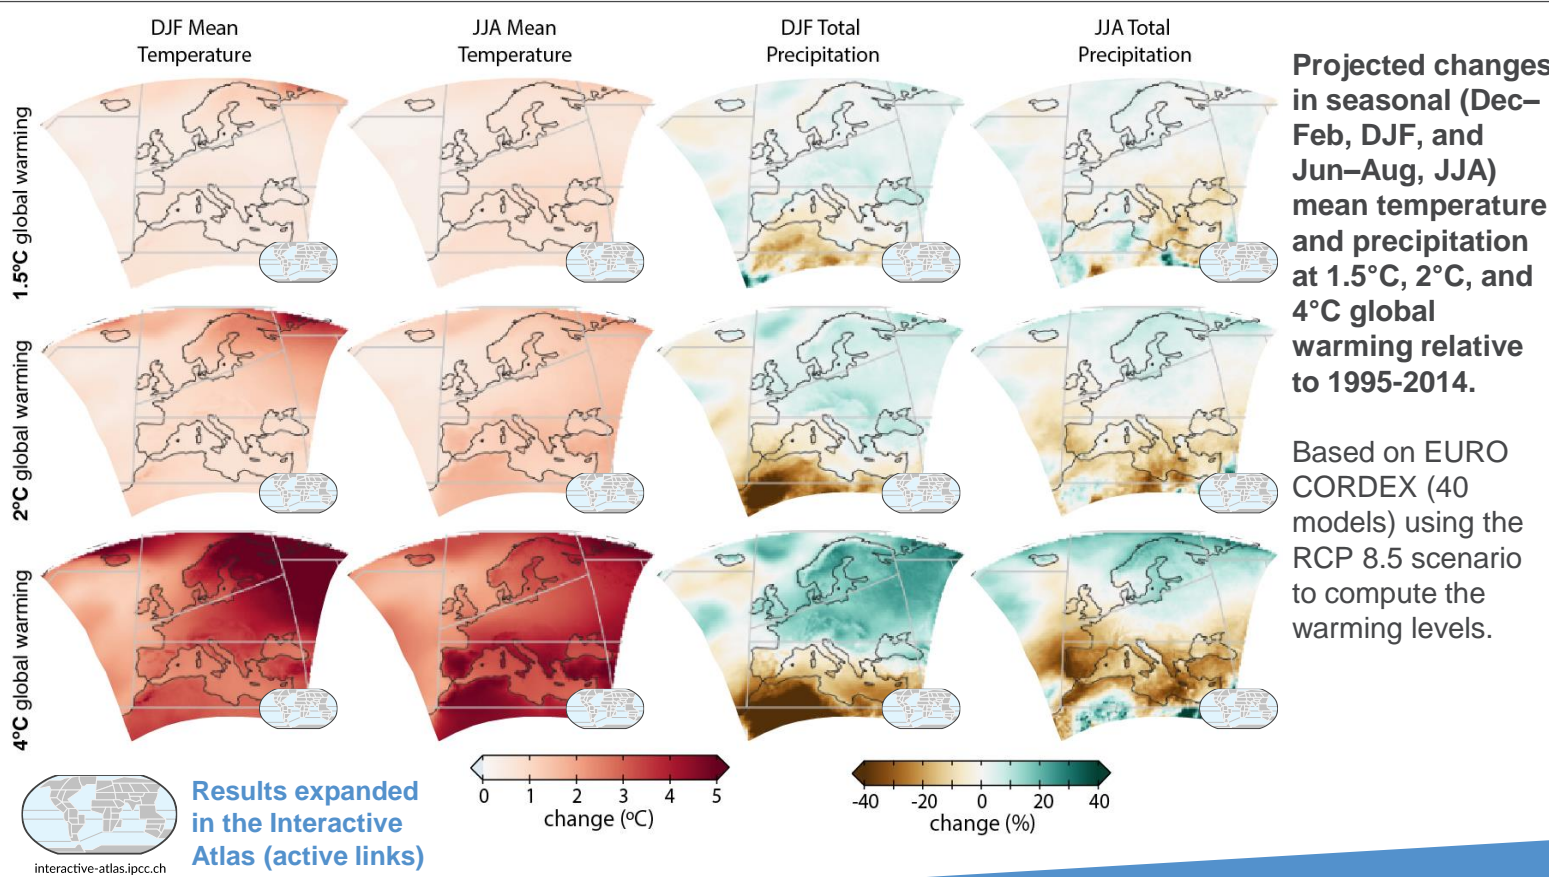 DJF Mean
Temperature
JJA Mean
Temperature
DJF Total
Precipitation
JJA Total
Precipitation
1.5ºC global warming
2ºC global warming
4ºC global warming
Projected changes
in seasonal (Dec–
Feb, DJF, and
Jun–Aug, JJA)
mean temperature
and precipitation
at 1.5°C, 2°C, and
4°C global
warming relative
to 1995-2014.
Based on EURO
CORDEX (40
models) using the
RCP 8.5 scenario
to compute the
warming levels.
0 1 2 3 4 5
change (ºC)
-40 -20 0 20 40
change (%)
Results expanded
in the Interactive
Atlas (active links)
interactive-atlas.ipcc.ch